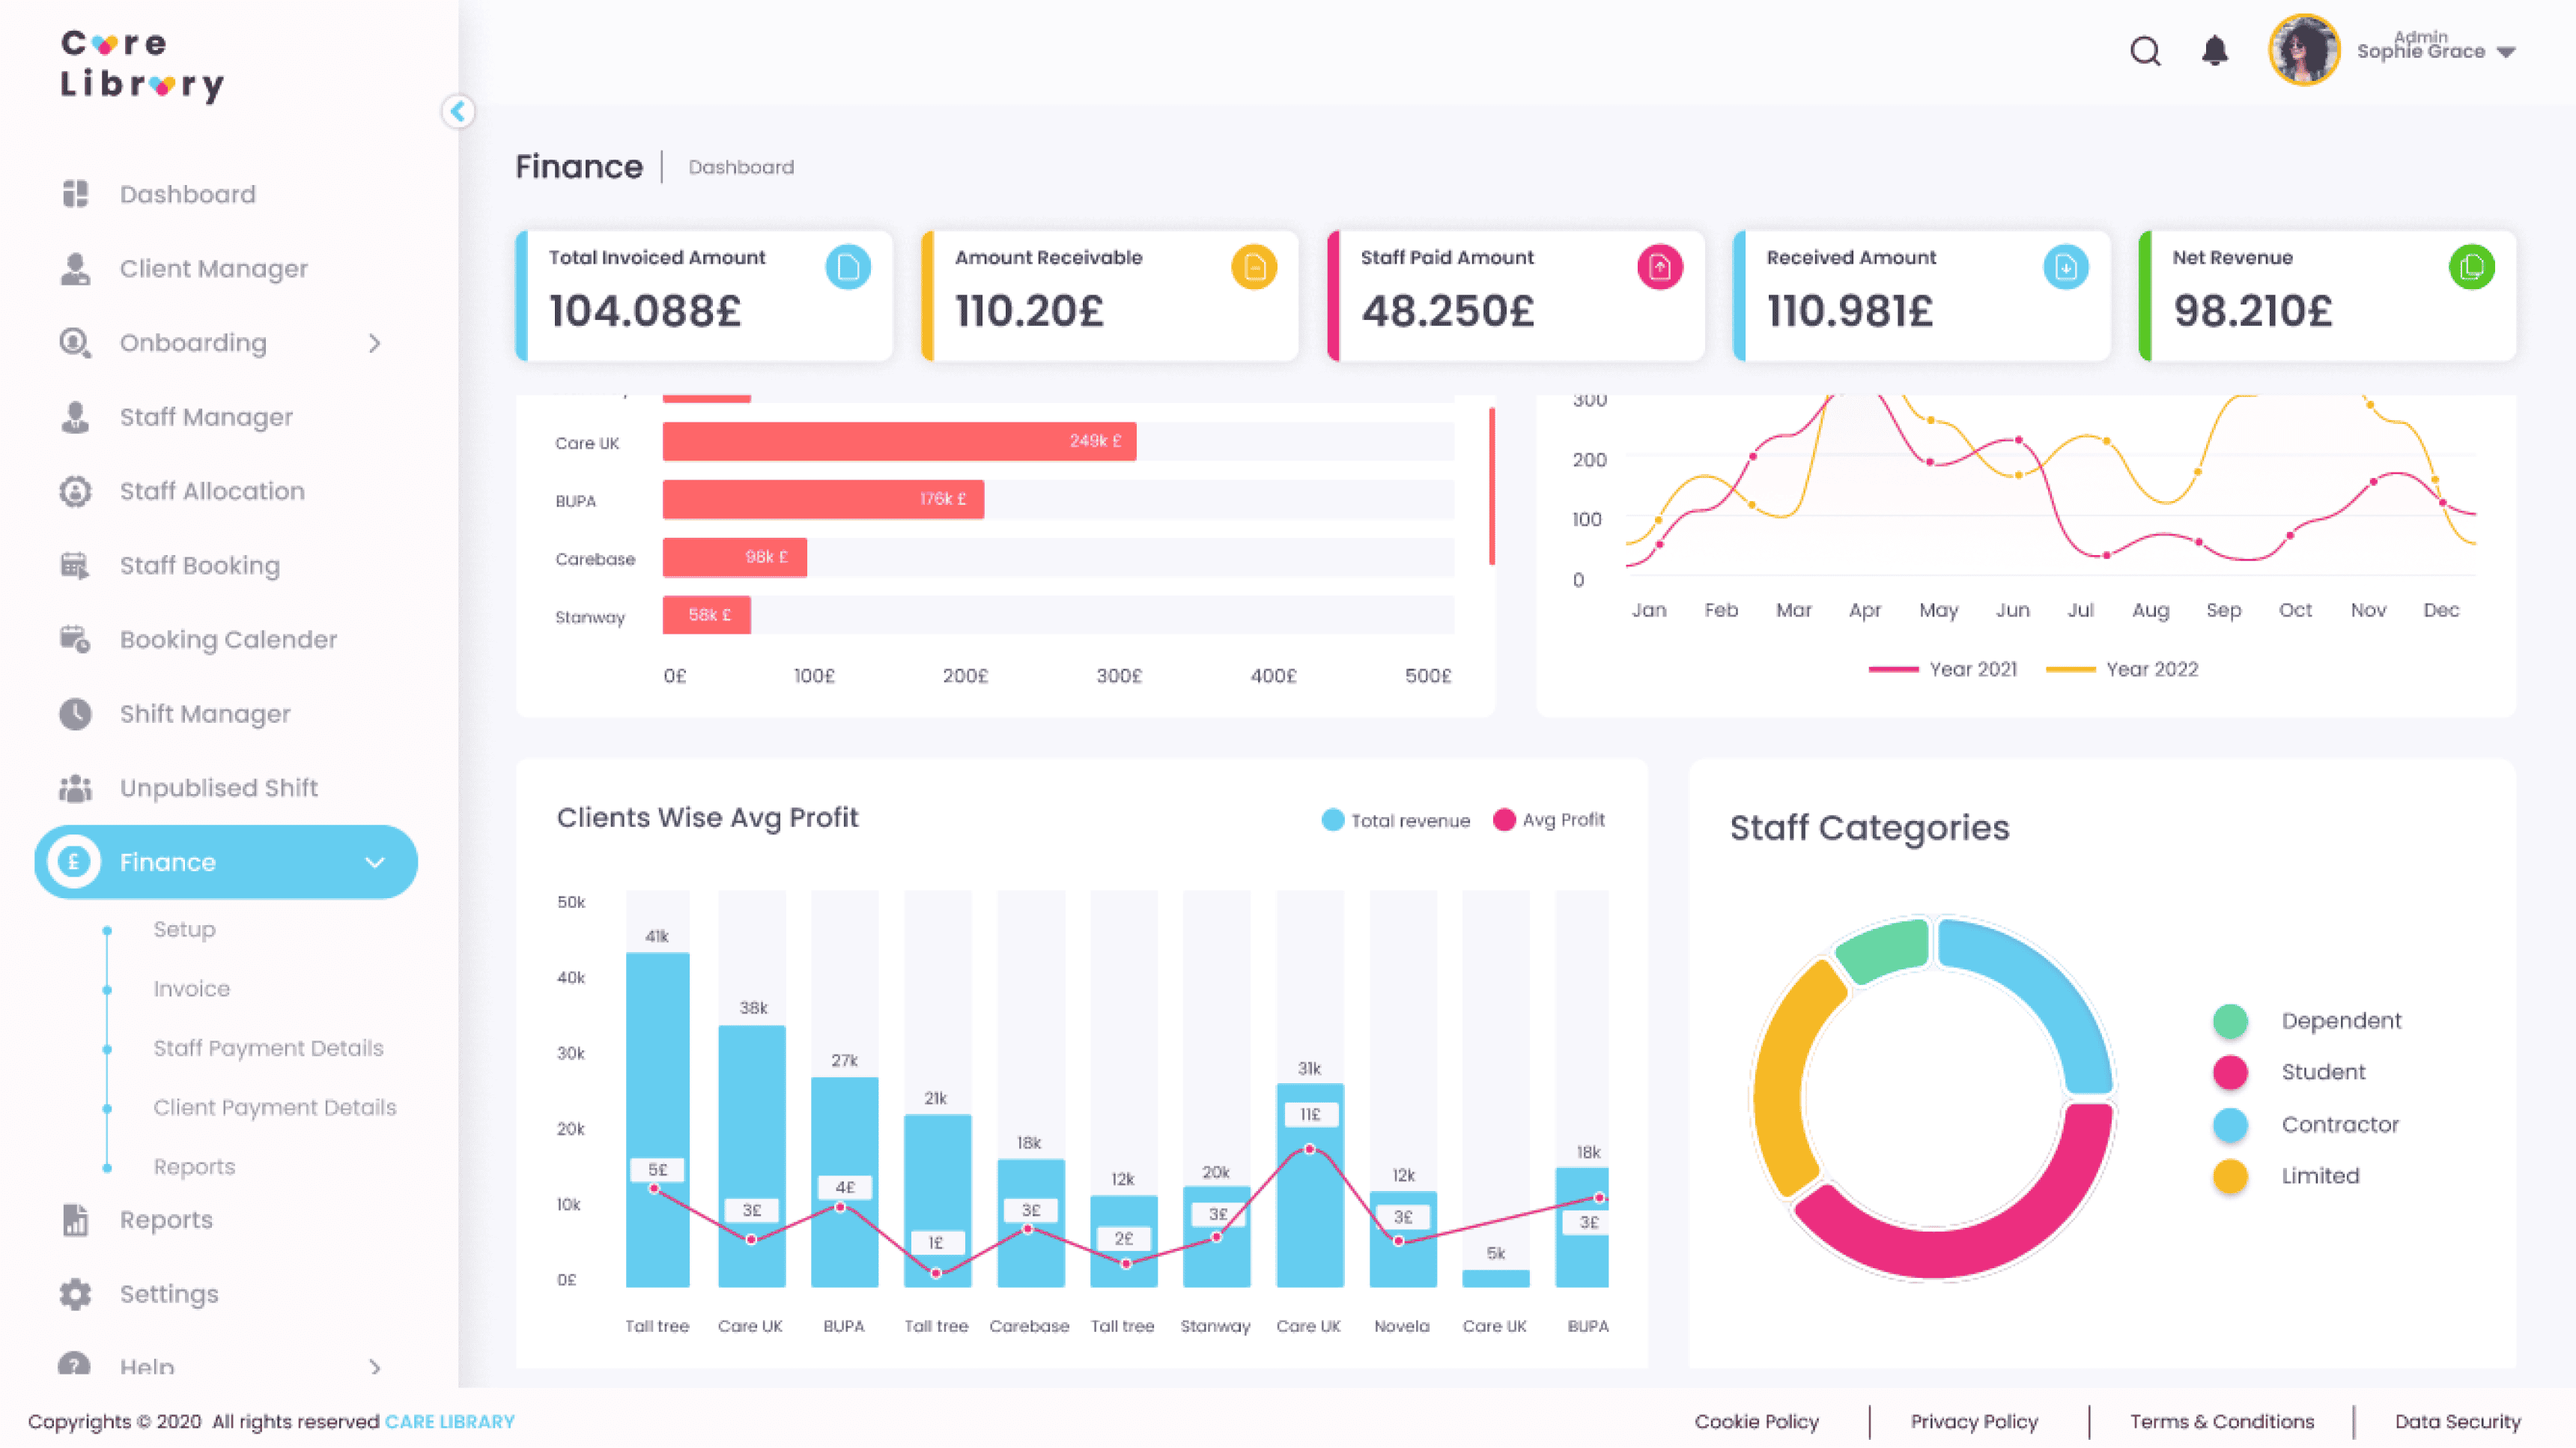 Care
Library
Admin
Sophie Grace
Finance
Dashboard
Dashboard
Client Manager
Onboarding
Staff Manager
Staff Allocation
Staff Booking
Booking Calender
Shift Manager
Unpublised Shift
£ Finance
Setup
Invoice
Staff Payment Details
Client Payment Details
Reports
Reports
Settings
? Help
Total Invoiced Amount
104.088£
Amount Receivable
110.20£
Staff Paid Amount
48.250£
Received Amount
110.981£
Net Revenue
98.210£
Care UK 249k £
BUPA 176k £
Carebase 98k £
Stanway 58k £
0£ 100£ 200£ 300£ 400£ 500£
300
200
100
0
Jan Feb Mar Apr May Jun Jul Aug Sep Oct Nov Dec
Year 2021 Year 2022
Clients Wise Avg Profit
Total revenue Avg Profit
50k
40k
30k
20k
10k
0£
41k 38k 27k 21k 18k 12k 20k 31k 12k 5k 18k
5£ 3£ 4£ 1£ 3£ 2£ 3£ 11£ 3£ 3£
Tall tree Care UK BUPA Tall tree Carebase Tall tree Stanway Care UK Novela Care UK BUPA
Staff Categories
Dependent
Student
Contractor
Limited
Copyrights © 2020 All rights reserved CARE LIBRARY
Cookie Policy Privacy Policy Terms & Conditions Data Security